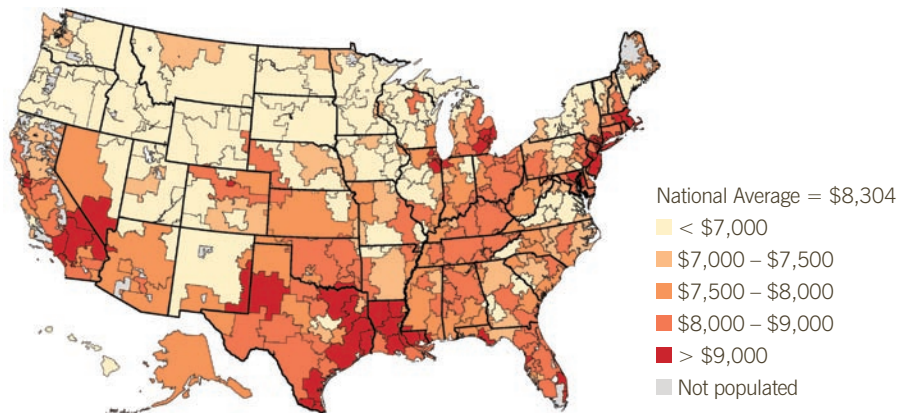 National Average = $8,304
< $7,000
$7,000 – $7,500
$7,500 – $8,000
$8,000 – $9,000
> $9,000
Not populated